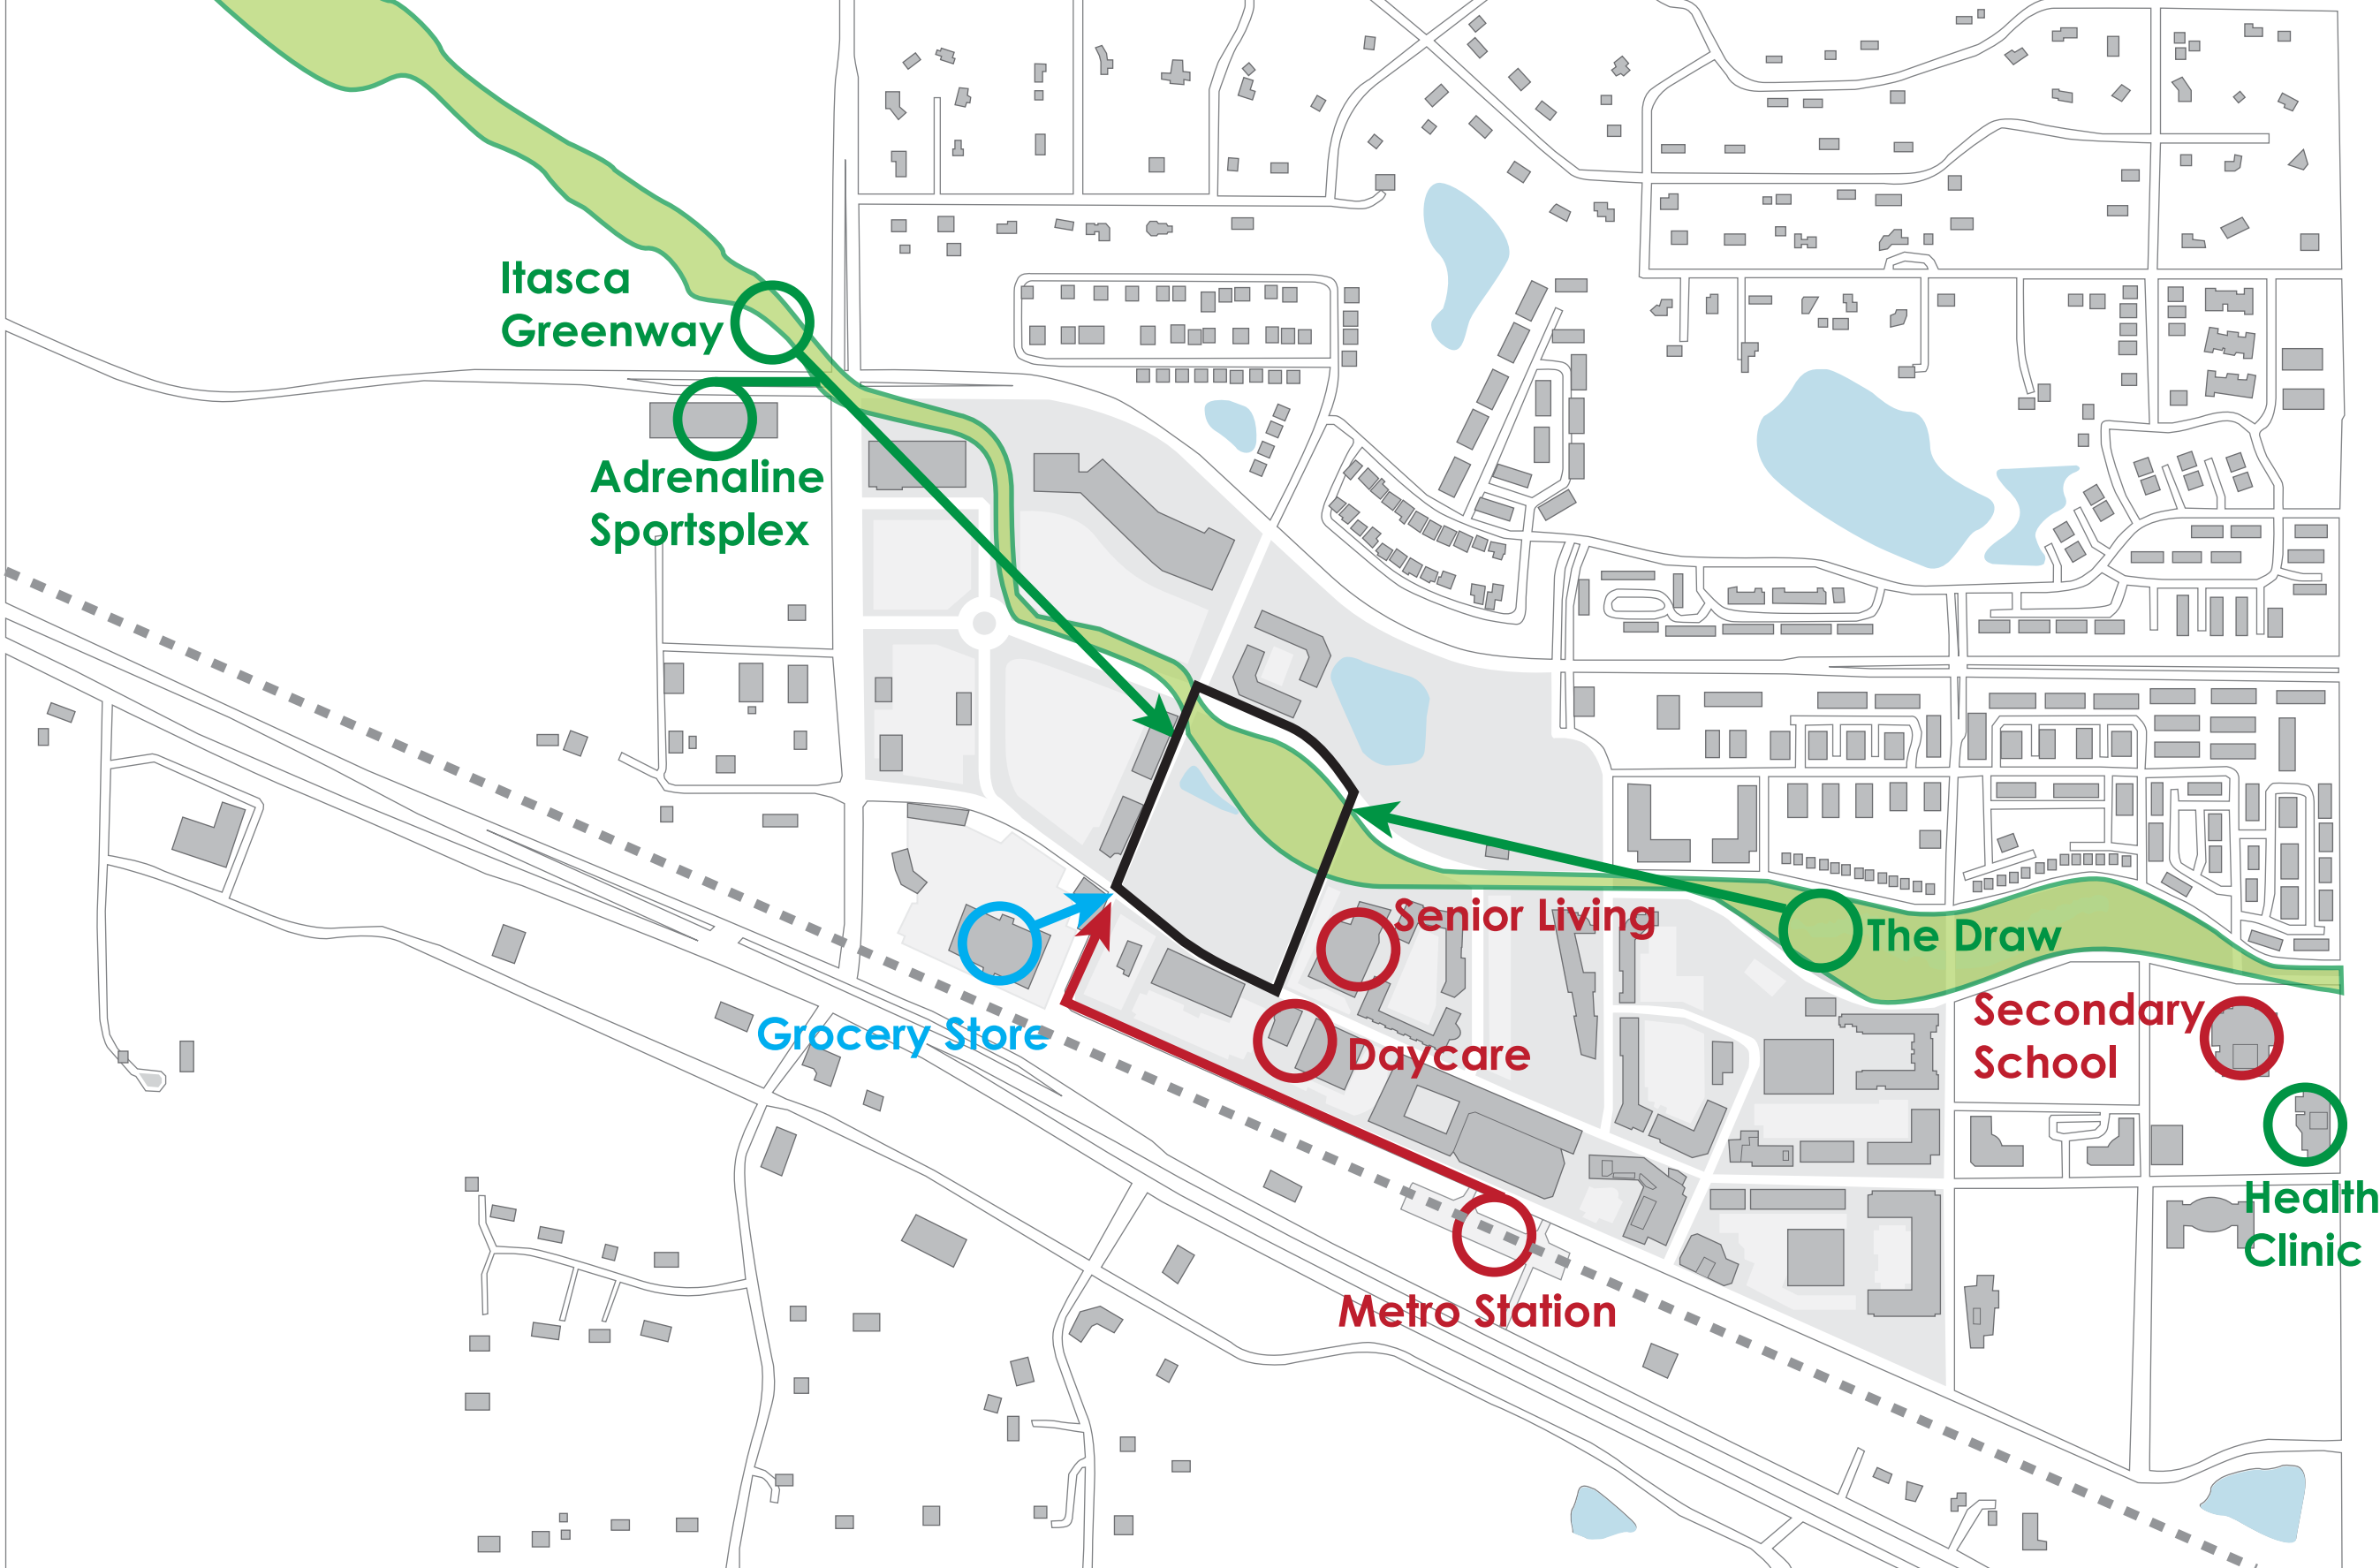 Itasca
Greenway
Adrenaline
Sportsplex
Senior Living
The Draw
Secondary
School
Grocery Store
Daycare
Health
Clinic
Metro Station